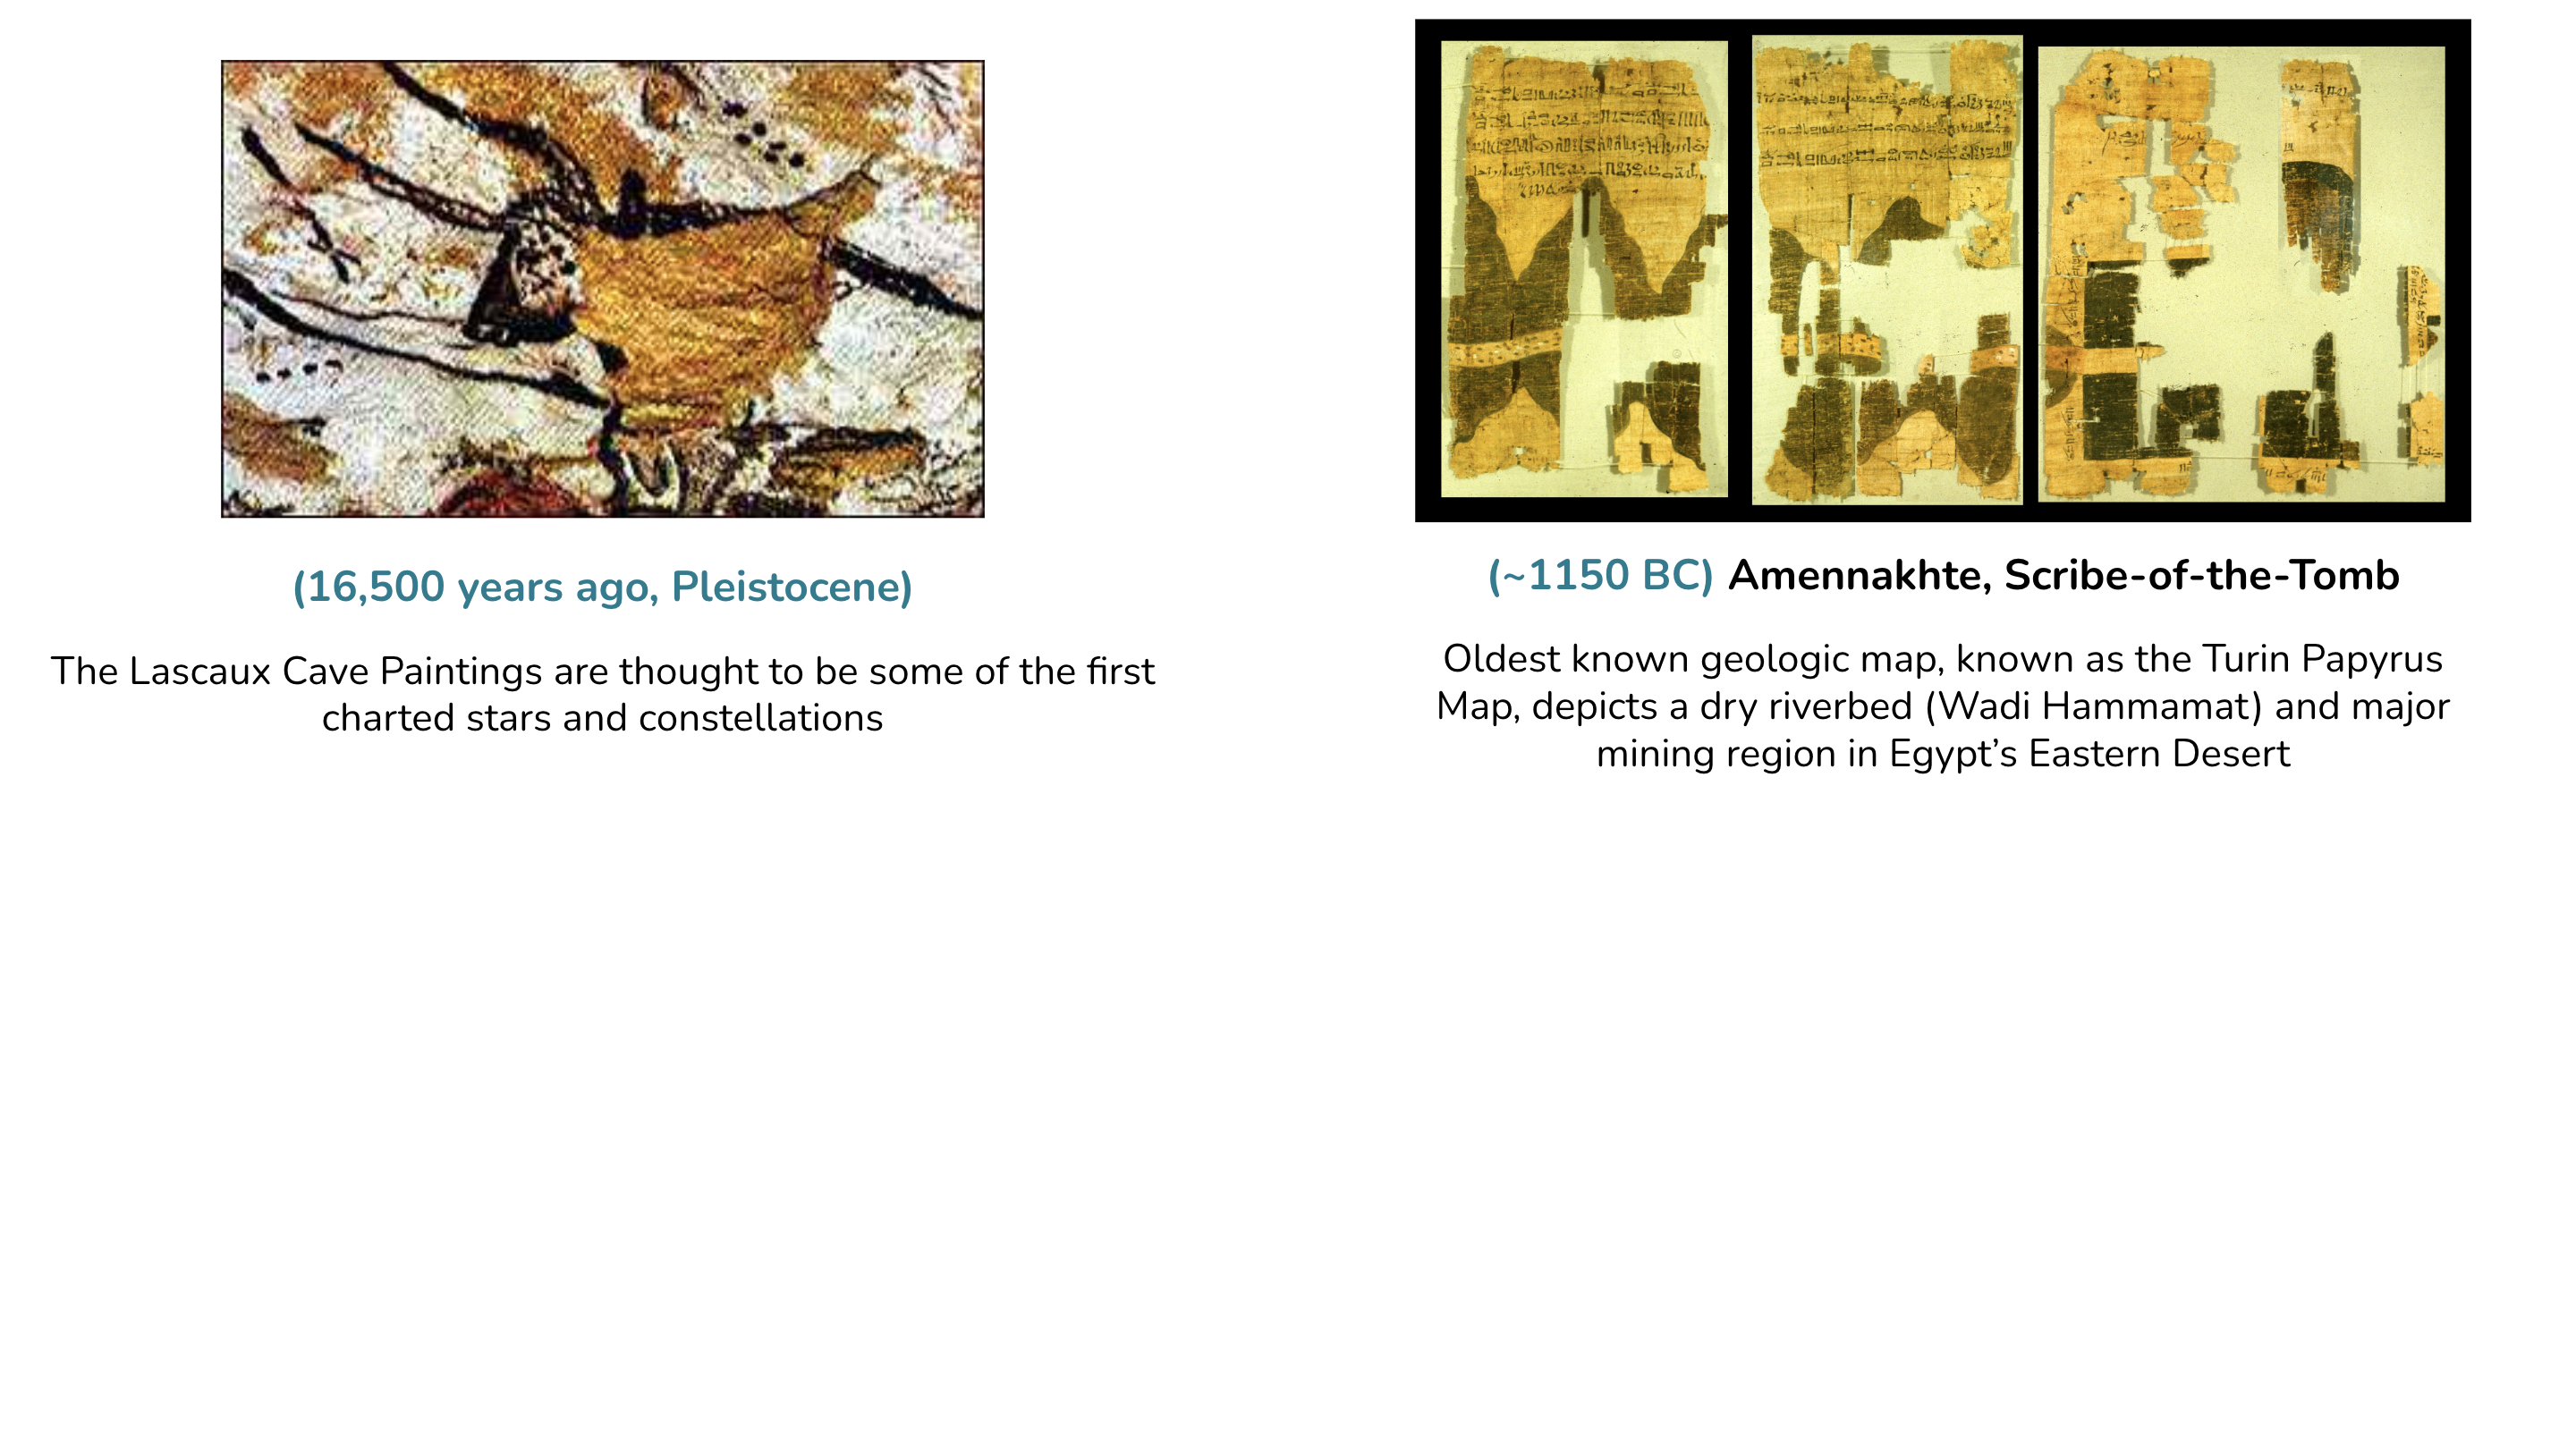 (16,500 years ago, Pleistocene)
The Lascaux Cave Paintings are thought to be some of the first
charted stars and constellations
(~1150 BC) Amennakhte, Scribe-of-the-Tomb
Oldest known geologic map, known as the Turin Papyrus
Map, depicts a dry riverbed (Wadi Hammamat) and major
mining region in Egypt’s Eastern Desert